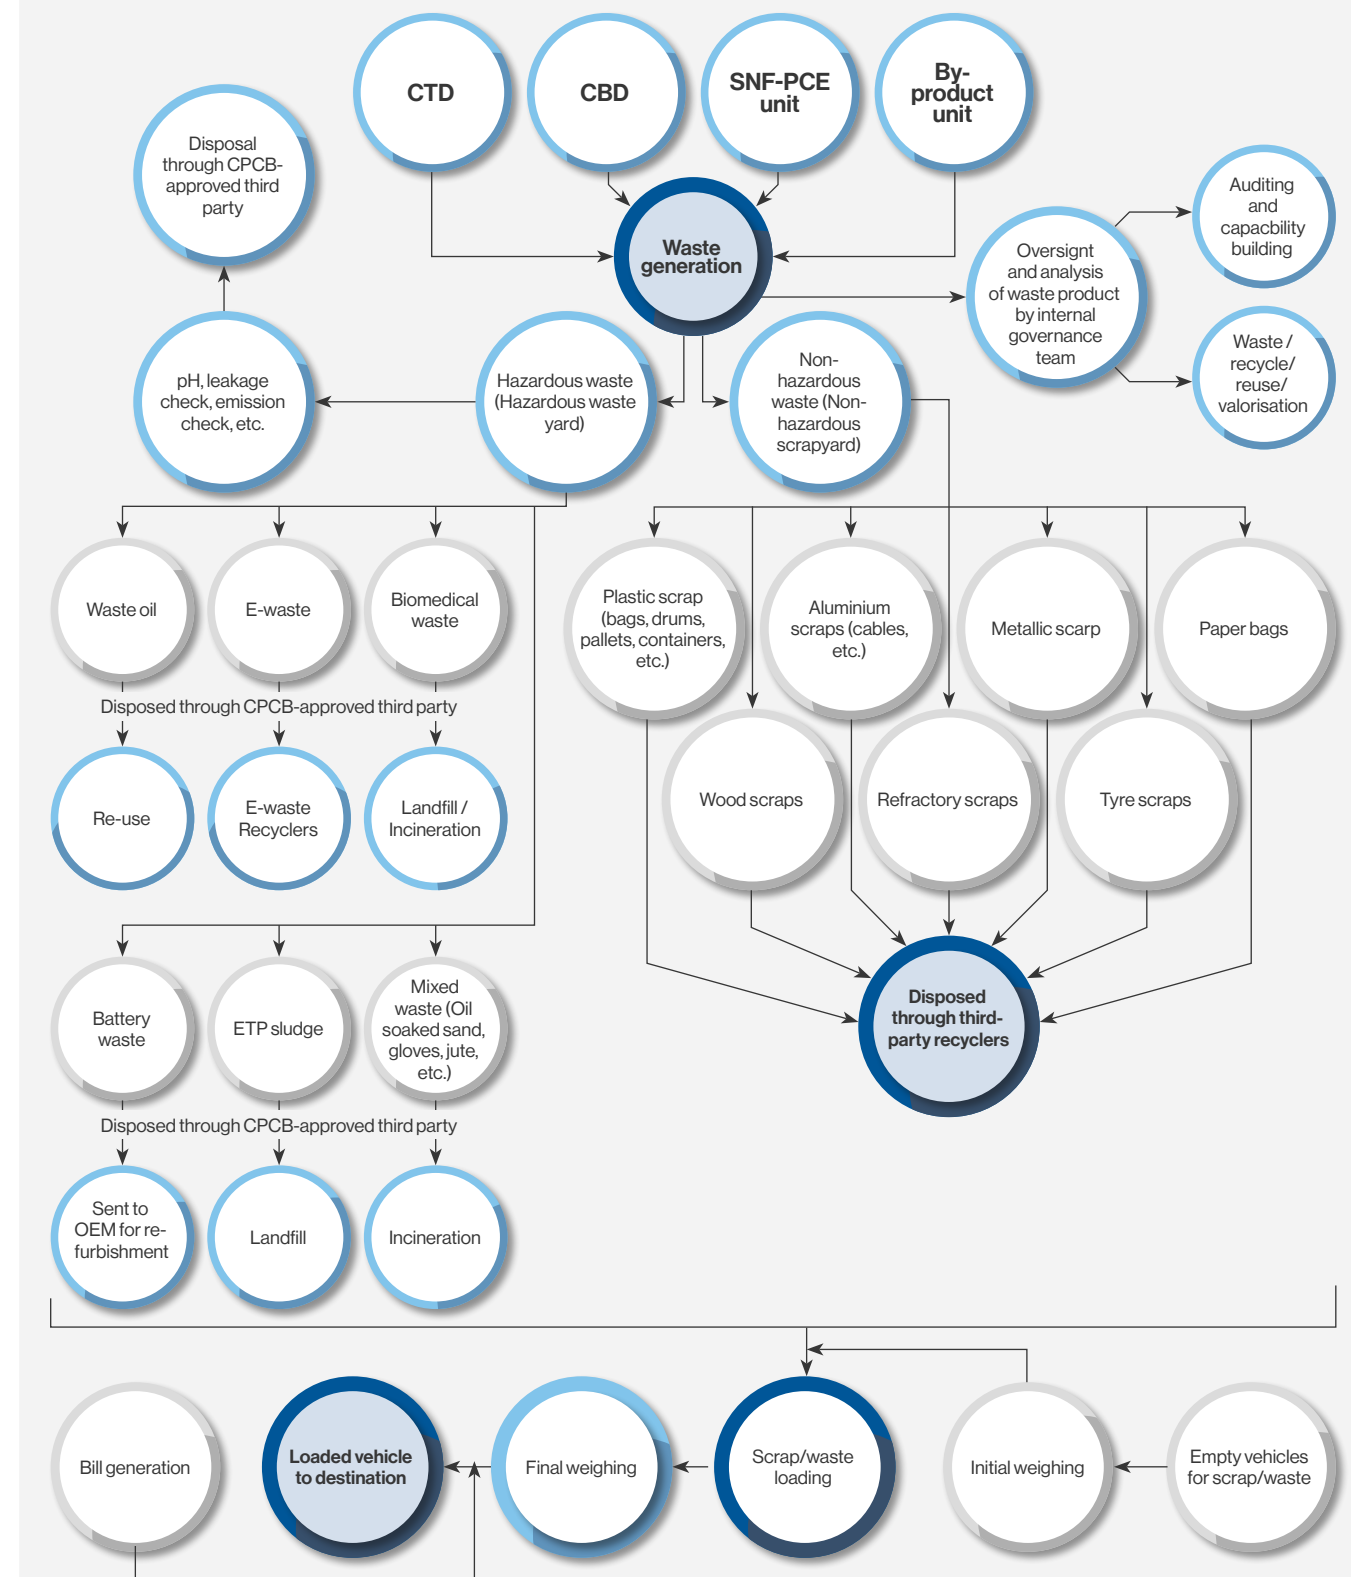 CTD
CBD
SNF-PCE
unit
By-
product
unit
Disposal
through CPCB-
approved third
party
Waste
generation
Auditing
and
capacbility
building
Oversignt
and analysis
of waste product
by internal
governance
team
Waste /
recycle/
reuse/
valorisation
pH, leakage
check, emission
check, etc.
Hazardous waste
(Hazardous waste
yard)
Non-
hazardous
waste (Non-
hazardous
scrapyard)
Waste oil
E-waste
Biomedical
waste
Disposed through CPCB-approved third party
Re-use
E-waste
Recyclers
Landfill /
Incineration
Plastic scrap
(bags, drums,
pallets, containers,
etc.)
Aluminium
scraps (cables,
etc.)
Metallic scarp
Paper bags
Wood scraps
Refractory scraps
Tyre scraps
Disposed
through third-
party recyclers
Battery
waste
ETP sludge
Mixed
waste (Oil
soaked sand,
gloves, jute,
etc.)
Disposed through CPCB-approved third party
Sent to
OEM for re-
furbishment
Landfill
Incineration
Bill generation
Loaded vehicle
to destination
Final weighing
Scrap/waste
loading
Initial weighing
Empty vehicles
for scrap/waste